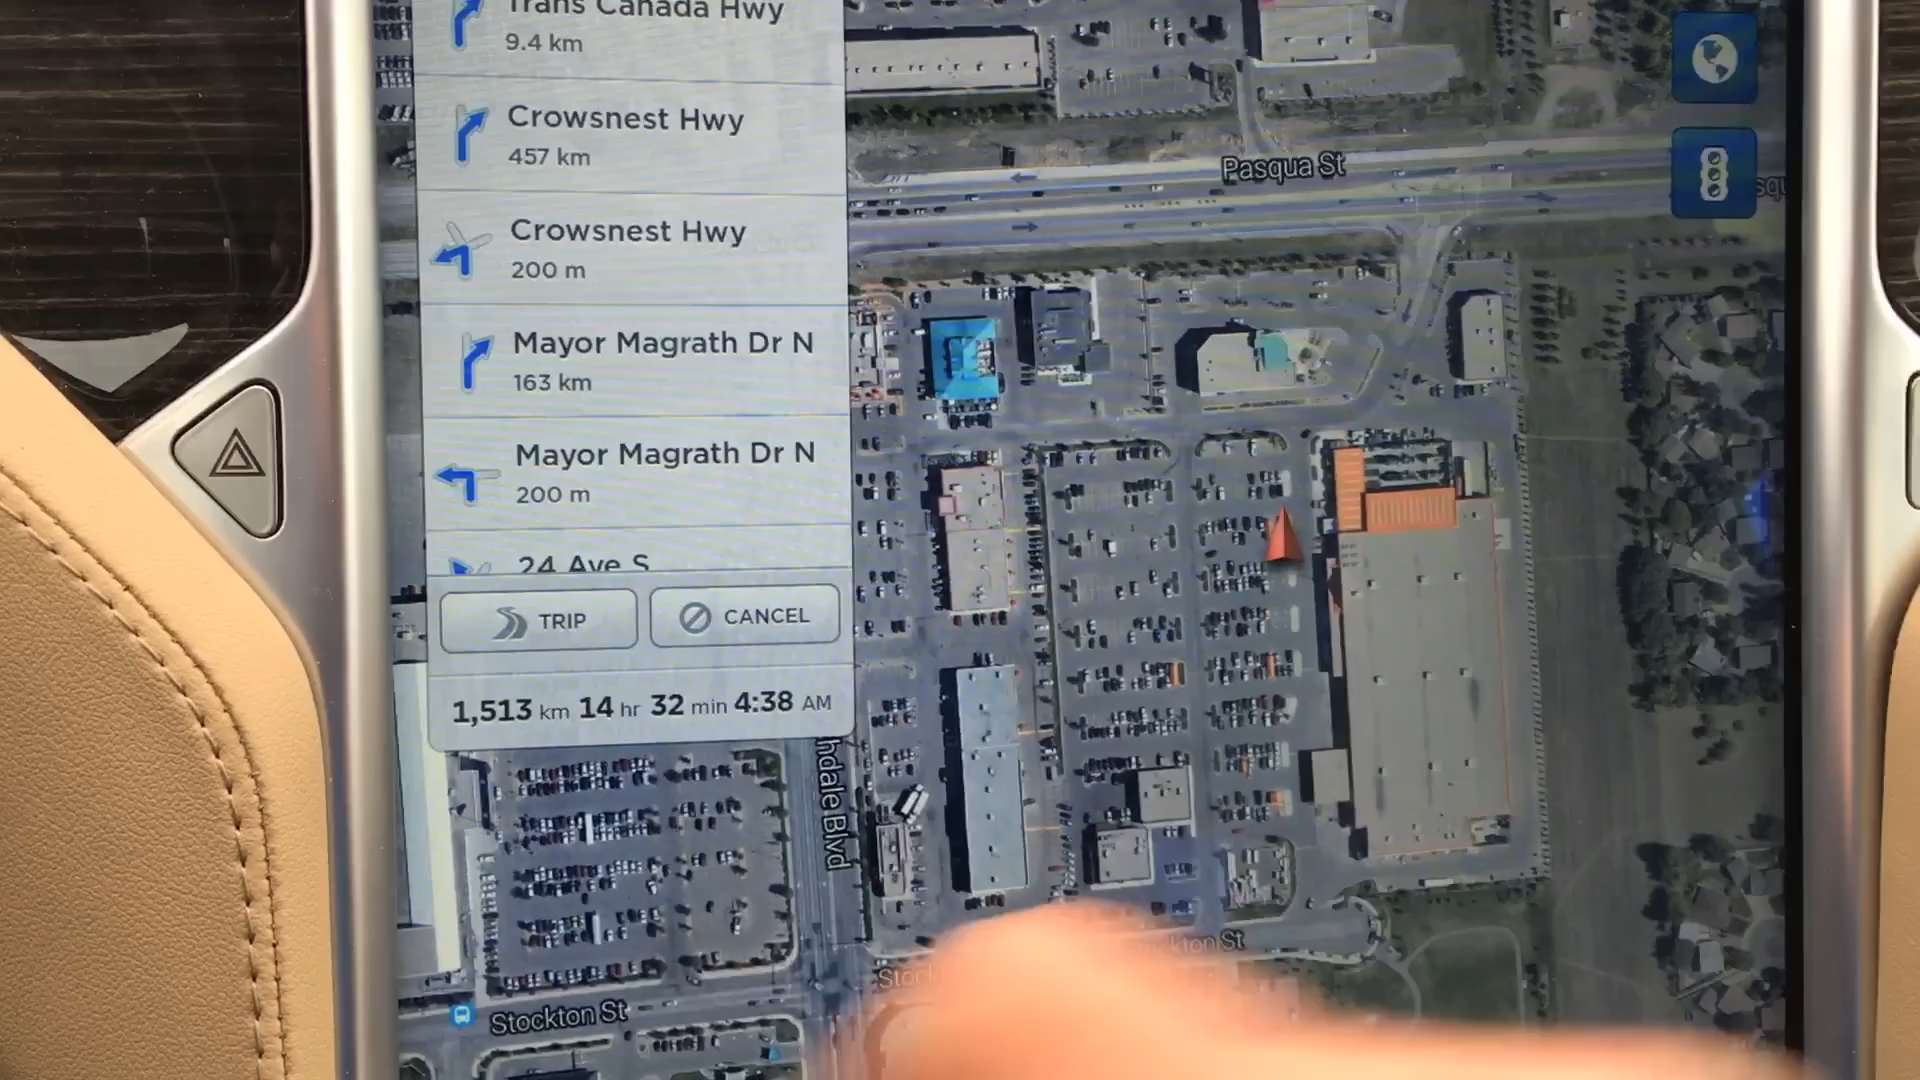 Trans Canada Hwy
9.4 km
Crowsnest Hwy
457 km
Pasqua St
Crowsnest Hwy
200 m
Mayor Magrath Dr N
163 km
Mayor Magrath Dr N
200 m
24 Ave S
TRIP
CANCEL
1,513 km 14 hr 32 min 4:38 AM
hdale Blvd
Stockton St